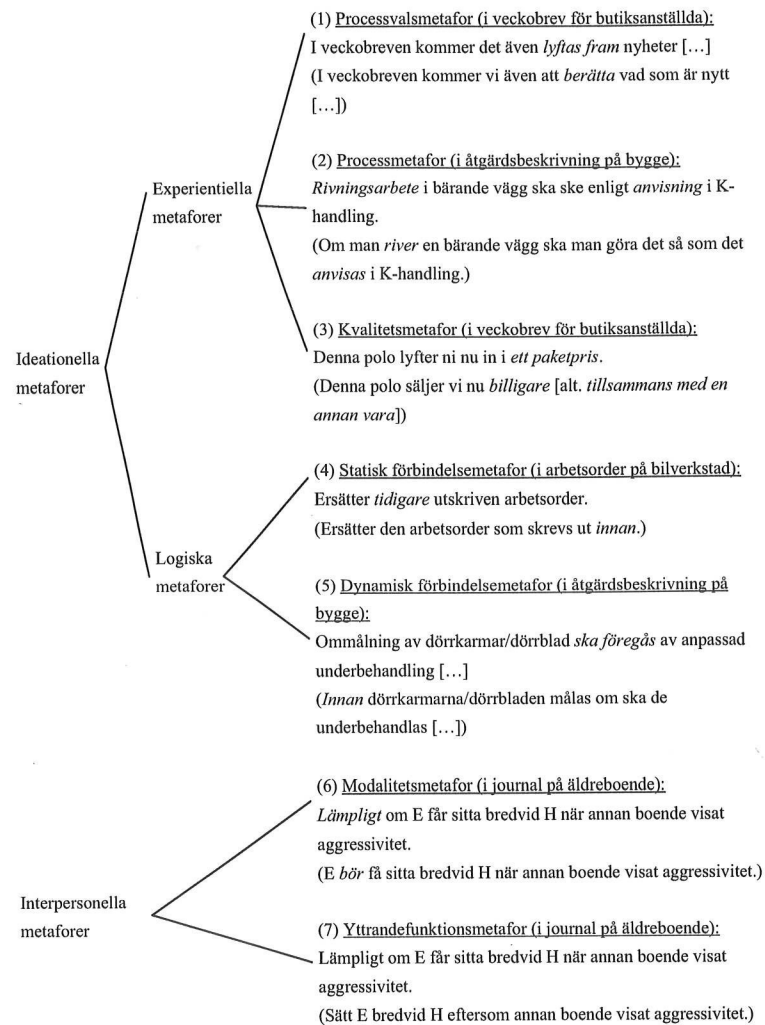 (1) Processvalsmetafor (i veckobrev för butiksanställda):
I veckobreven kommer det även lyftas fram nyheter […]
(I veckobreven kommer vi även att berätta vad som är nytt
[…])
(2) Processmetafor (i åtgärdsbeskrivning på bygge):
Rivningsarbete i bärande vägg ska ske enligt anvisning i K-
handling.
(Om man river en bärande vägg ska man göra det så som det
anvisas i K-handling.)
Experientiella
metaforer
(3) Kvalitetsmetafor (i veckobrev för butiksanställda):
Denna polo lyfter ni nu in i ett paketpris.
(Denna polo säljer vi nu billigare [alt. tillsammans med en
annan vara])
Ideationella
metaforer
(4) Statisk förbindelsemetafor (i arbetsorder på bilverkstad):
Ersätter tidigare utskriven arbetsorder.
(Ersätter den arbetsorder som skrevs ut innan.)
Logiska
metaforer
(5) Dynamisk förbindelsemetafor (i åtgärdsbeskrivning på
bygge):
Ommålning av dörrkarmar/dörrblad ska föregås av anpassad
underbehandling […]
(Innan dörrkarmarna/dörrbladen målas om ska de
underbehandlas […])
(6) Modalitetsmetafor (i journal på äldreboende):
Lämpligt om E får sitta bredvid H när annan boende visat
aggressivitet.
(E bör få sitta bredvid H när annan boende visat aggressivitet.)
Interpersonella
metaforer
(7) Yttrandefunktionsmetafor (i journal på äldreboende):
Lämpligt om E får sitta bredvid H när annan boende visat
aggressivitet.
(Sätt E bredvid H eftersom annan boende visat aggressivitet.)